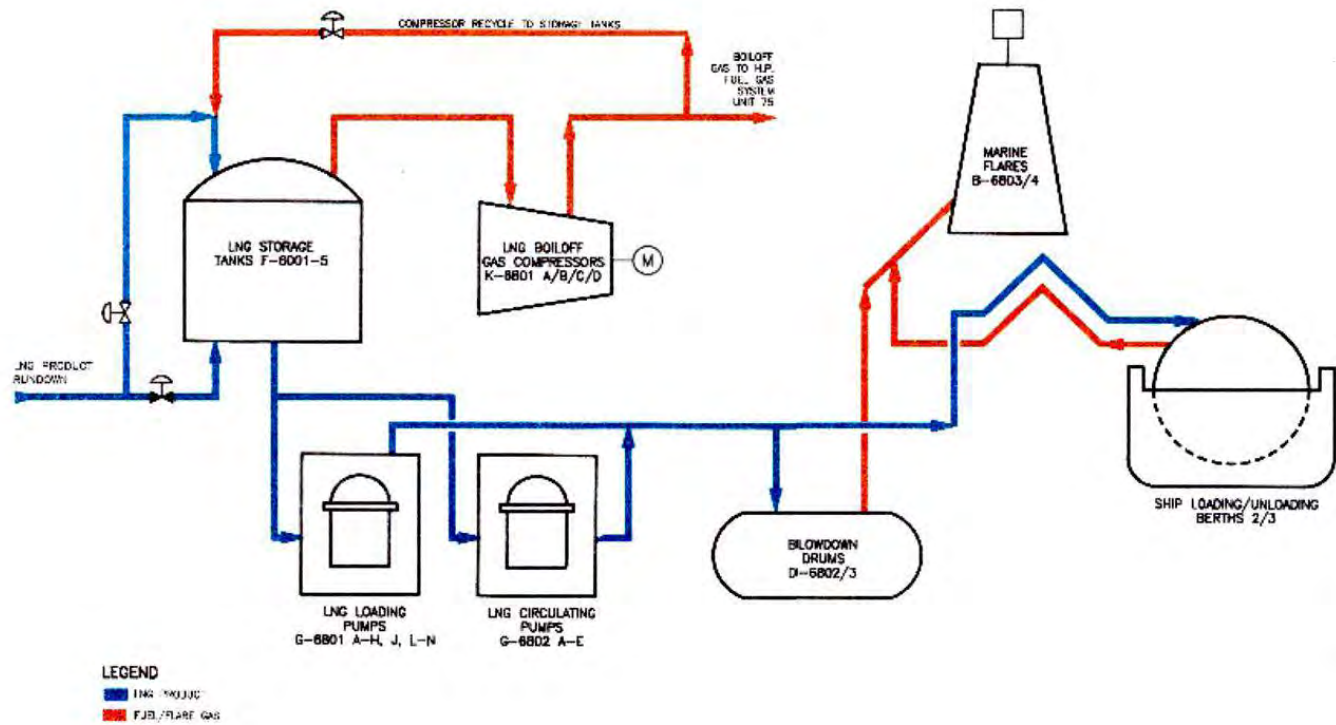 COMPRESSOR RECYCLE TO STORAGE TANKS
BOILOFF
GAS TO H.P.
FUEL GAS
SYSTEM
UNIT 75
MARINE
FLARES
B-6803/4
LNG STORAGE
TANKS F-6001-5
LNG BOILOFF
GAS COMPRESSORS
K-6801 A/B/C/D
M
LNG PRODUCT
RUNDOWN
SHIP LOADING/UNLOADING
BERTHS 2/3
BILOWDOWN
DRUMS
DI-6802/3
LNG LOADING
PUMPS
G-6801 A-H, J, L-N
LNG CIRCULATING
PUMPS
G-6802 A-E
LEGEND
LNG PRODUCT
FUEL/FLARE GAS